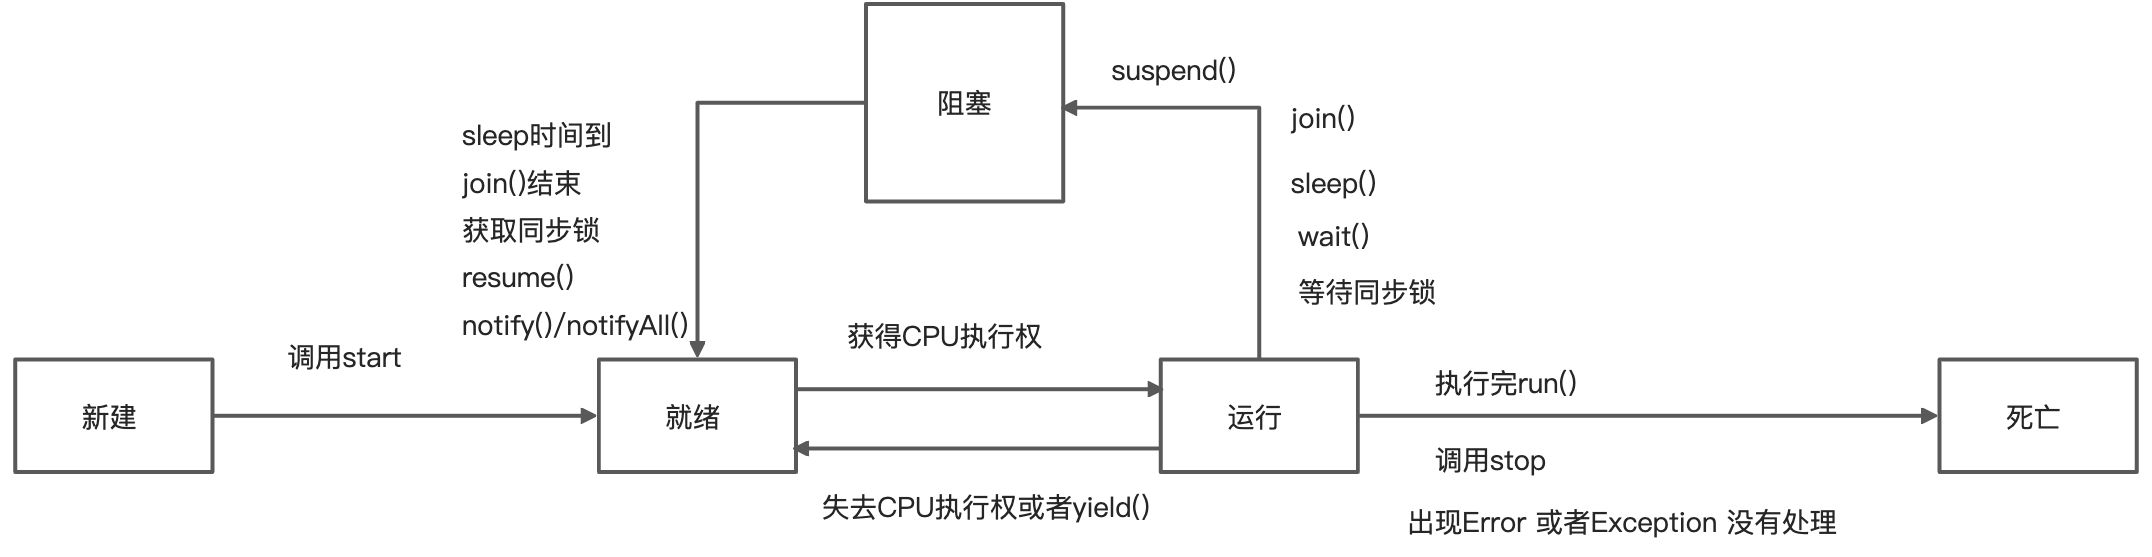 阻塞
suspend()
join()
sleep()
wait()
等待同步锁
sleep时间到
join()结束
获取同步锁
resume()
notify()/notifyAll()
调用start
获得CPU执行权
新建
就绪
运行
执行完run()
死亡
调用stop
失去CPU执行权或者yield()
出现Error 或者Exception 没有处理